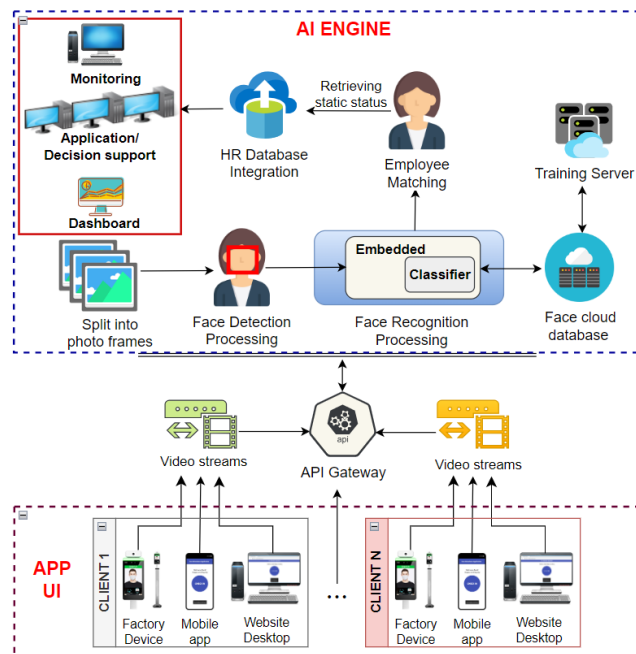 AI ENGINE
Monitoring
Application/
Decision support
Dashboard
HR Database
Integration
Retrieving
static status
Employee
Matching
Training Server
Split into
photo frames
Face Detection
Processing
Embedded
Classifier
Face Recognition
Processing
Face cloud
database
Video streams
api
API Gateway
Video streams
APP
UI
CLIENT 1
Factory
Device
Mobile
app
Website
Desktop
...
CLIENT N
Factory
Device
Mobile
app
Website
Desktop